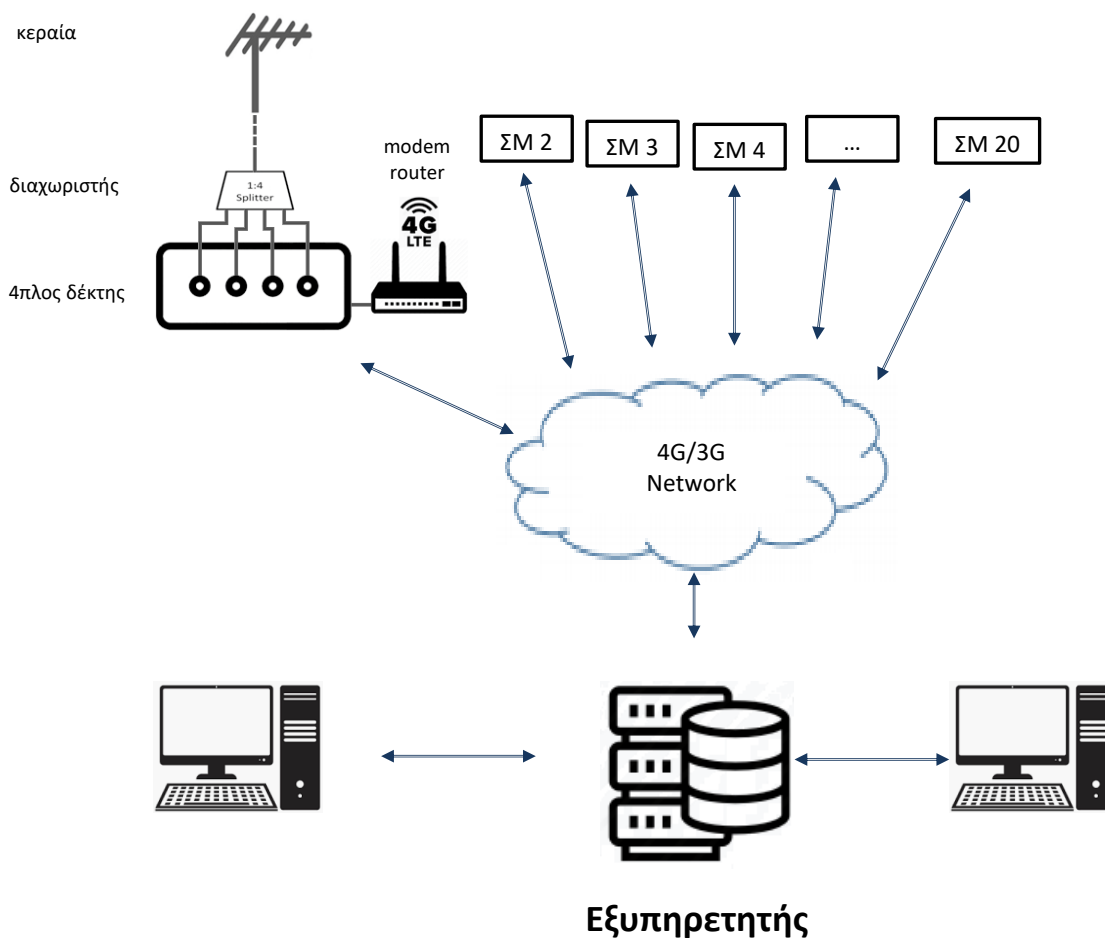 κεραία
διαχωριστής
1:4
Splitter
4πλος δέκτης
modem
router
4G
LTE
ΣΜ 2
ΣΜ 3
ΣΜ 4
...
ΣΜ 20
4G/3G
Network
Εξυπηρετητής